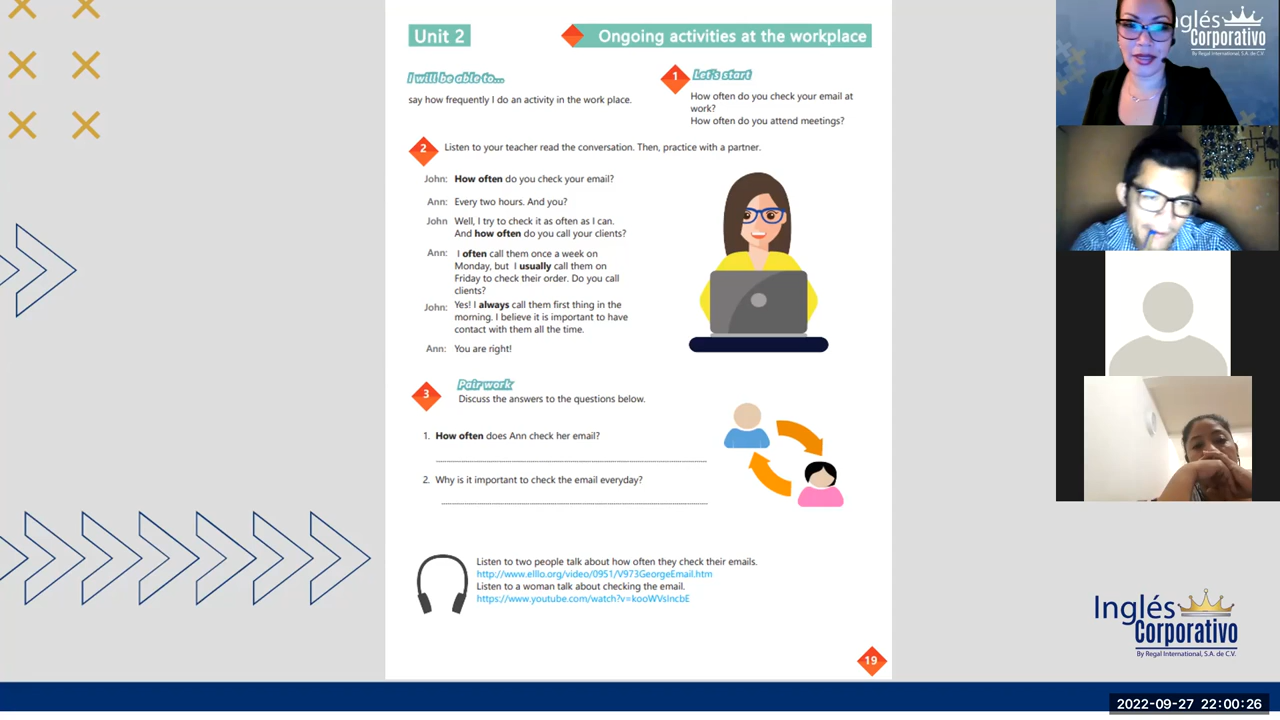 Unit 2
Ongoing activities at the workplace
I will be able to...
say how frequently I do an activity in the work place.
1
Let's start
How often do you check your email at
work?
How often do you attend meetings?
2
Listen to your teacher read the conversation. Then, practice with a partner.
John: How often do you check your email?
Ann: Every two hours. And you?
John Well, I try to check it as often as I can.
And how often do you call your clients?
Ann: I often call them once a week on
Monday, but I usually call them on
Friday to check their order. Do you call
clients?
John: Yes! I always call them first thing in the
morning. I believe it is important to have
contact with them all the time.
Ann: You are right!
3
Pair work
Discuss the answers to the questions below.
1. How often does Ann check her email?
2. Why is it important to check the email everyday?
Listen to two people talk about how often they check their emails.
http://www.elllo.org/video/0951/V973GeorgeEmail.htm
Listen to a woman talk about checking the email.
https://www.youtube.com/watch?v=kooWVsIncbE
19
nglés
Corporativo
By Regal International, S.A. de C.V.
Inglés
Corporativo
By Regal International, S.A. de C.V.
2022-09-27 22:00:26